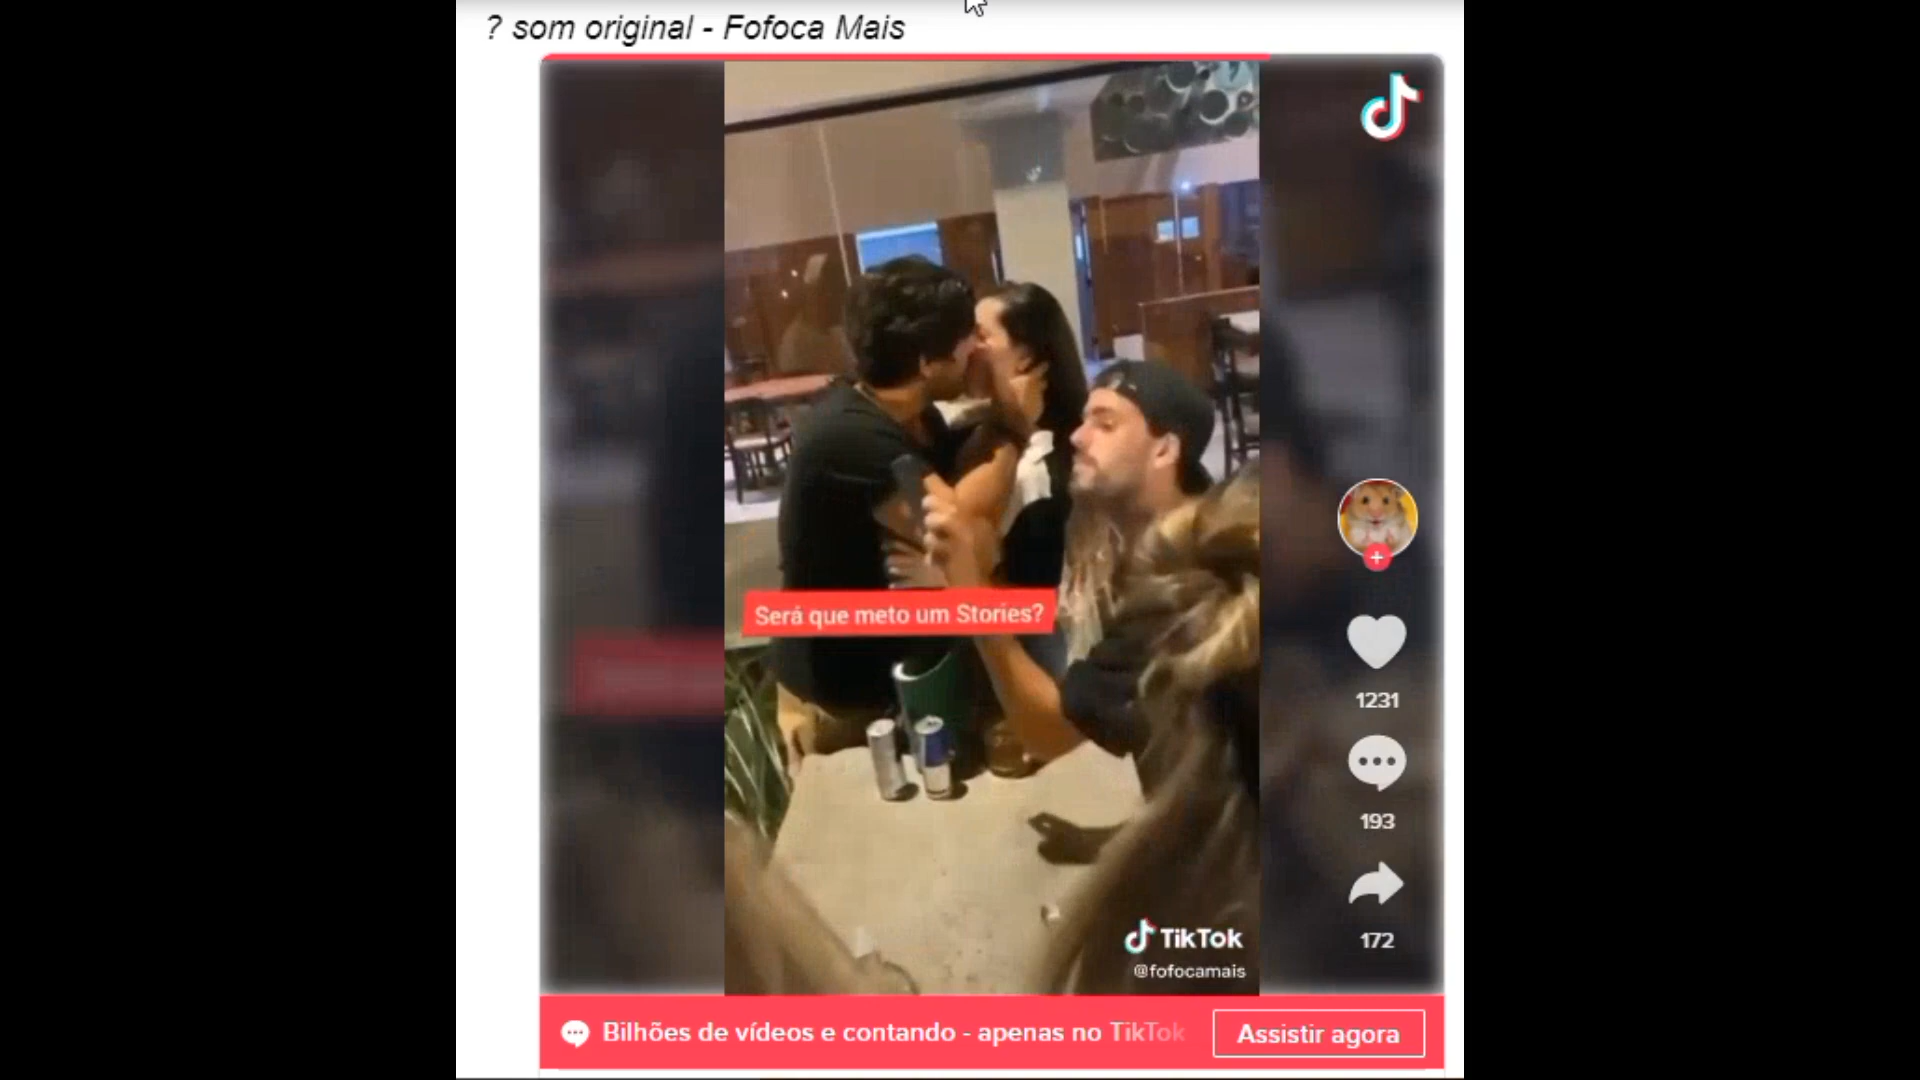 ? som original - Fofoca Mais
Será que meto um Stories?
1231
193
172
TikTok
@fofocamais
Bilhões de vídeos e contando - apenas no TikTok
Assistir agora